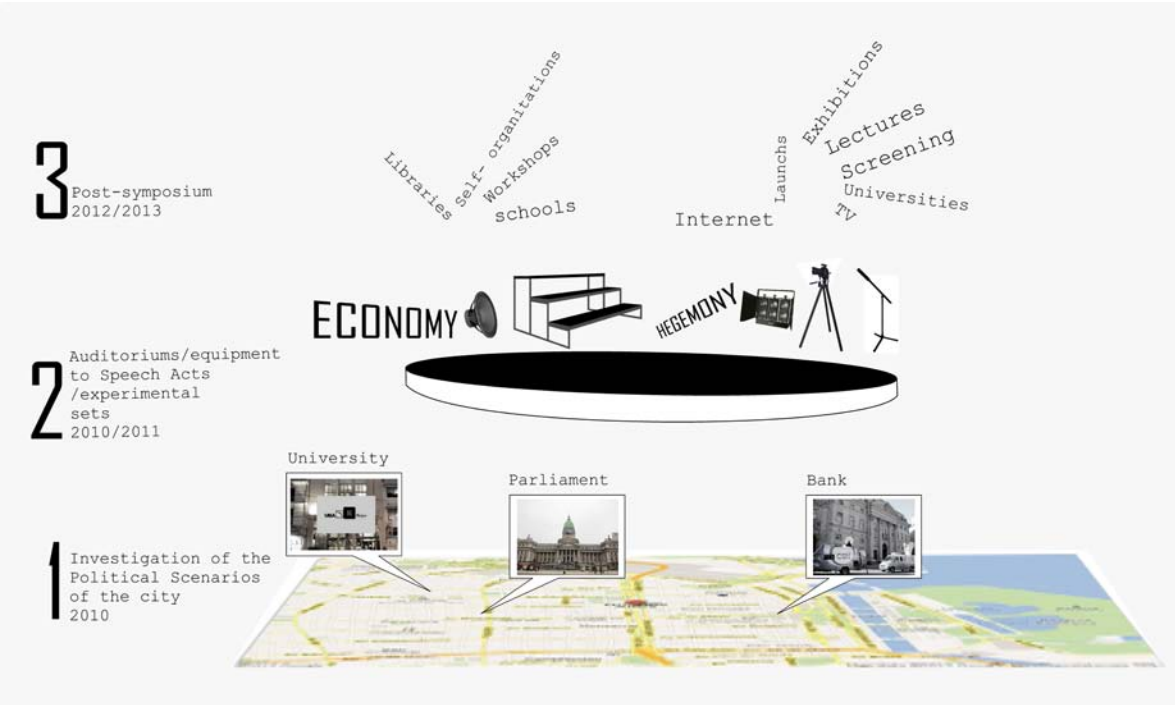 3
Post-symposium
2012/2013
Libraries
Self- organitations
Workshops
schools
Internet
Launchs
Exhibitions
Lectures
Screening
Universities
TV
ECONOMY
HEGEMONY
2
Auditoriums/equipment
to Speech Acts
/experimental
sets
2010/2011
University
Parliament
Bank
1
Investigation of the
Political Scenarios
of the city
2010